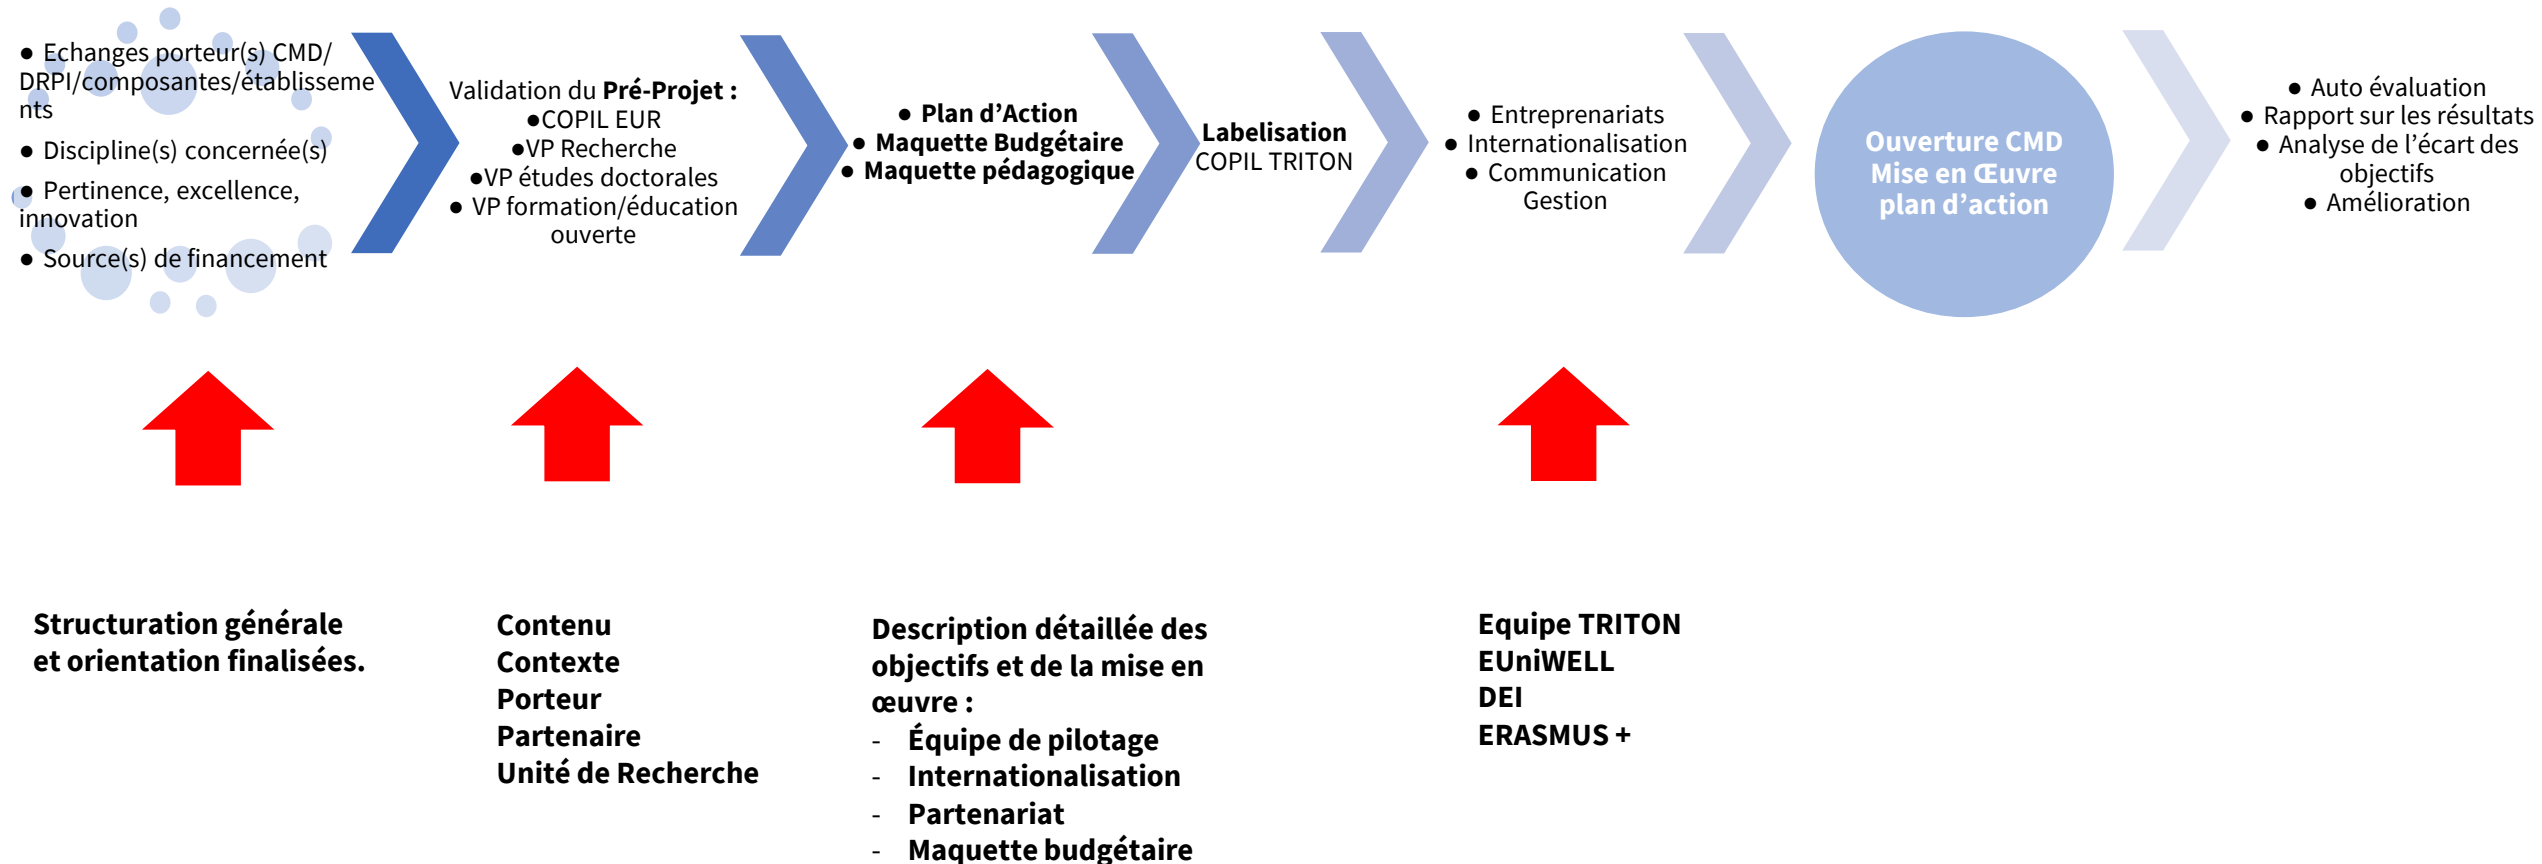 ● Echanges porteur(s) CMD/
DRPI/composantes/établisseme
nts
● Discipline(s) concernée(s)
● Pertinence, excellence,
innovation
● Source(s) de financement
Validation du Pré-Projet :
●COPIL EUR
●VP Recherche
●VP études doctorales
● VP formation/éducation
ouverte
● Plan d’Action
● Maquette Budgétaire
● Maquette pédagogique
Labelisation
COPIL TRITON
● Entreprenariats
● Internationalisation
● Communication
Gestion
Ouverture CMD
Mise en Œuvre
plan d’action
● Auto évaluation
● Rapport sur les résultats
● Analyse de l’écart des
objectifs
● Amélioration
Structuration générale
et orientation finalisées.
Contenu
Contexte
Porteur
Partenaire
Unité de Recherche
Description détaillée des
objectifs et de la mise en
œuvre :
- Équipe de pilotage
- Internationalisation
- Partenariat
- Maquette budgétaire
Equipe TRITON
EUniWELL
DEI
ERASMUS +